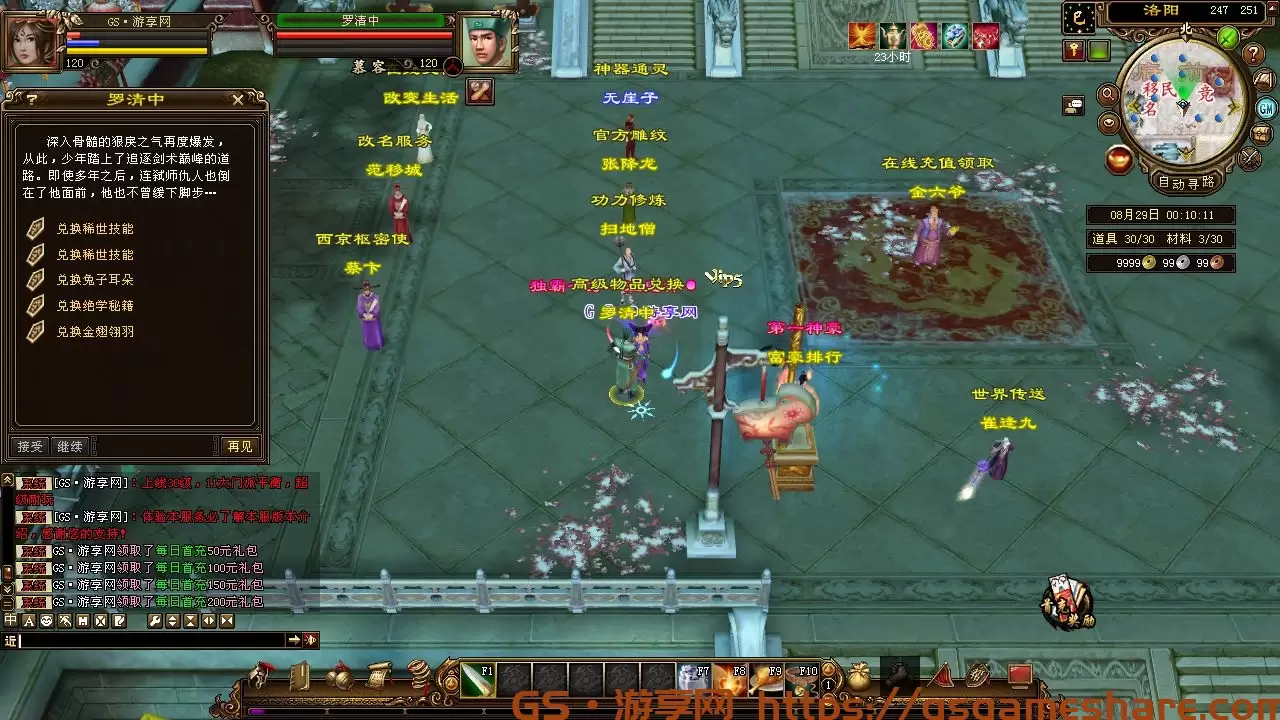 GS·游享网
120
罗清中
120
23小时
洛阳
247 251
北
移民
竞
名
GM
自动寻路
08月29日 00:10:11
道具 30/30 材料 3/30
9999 99 99
罗清中
深入骨髓的狠戾之气再度爆发，
从此，少年踏上了追逐剑术巅峰的道
路。即使多年之后，连弑师仇人也倒
在了他面前，他也不曾缓下脚步…
兑换稀世技能
兑换稀世技能
兑换兔子耳朵
兑换绝学秘籍
兑换金翅翎羽
接受
继续
再见
慕容
改变生活
改名服务
范移城
西京枢密使
蔡卞
神器通灵
无崖子
官方雕纹
张降龙
功力修炼
扫地僧
独霸
高级物品兑换
Vip5
罗清中
享网
在线充值领取
金六爷
第一神豪
富豪排行
世界传送
崔逢九
[GS·游享网]：上线30级，11大门派平衡，超
级耐玩
[GS·游享网]：体验本服务必了解本服版本介
绍，感谢您的支持！
GS·游享网领取了每日首充50元礼包
GS·游享网领取了每日首充100元礼包
GS·游享网领取了每日首充150元礼包
GS·游享网领取了每日首充200元礼包
近
F1
F7
F8
F9
F10
1
首充奖励
GS·游享网 https://gsgameshare.com